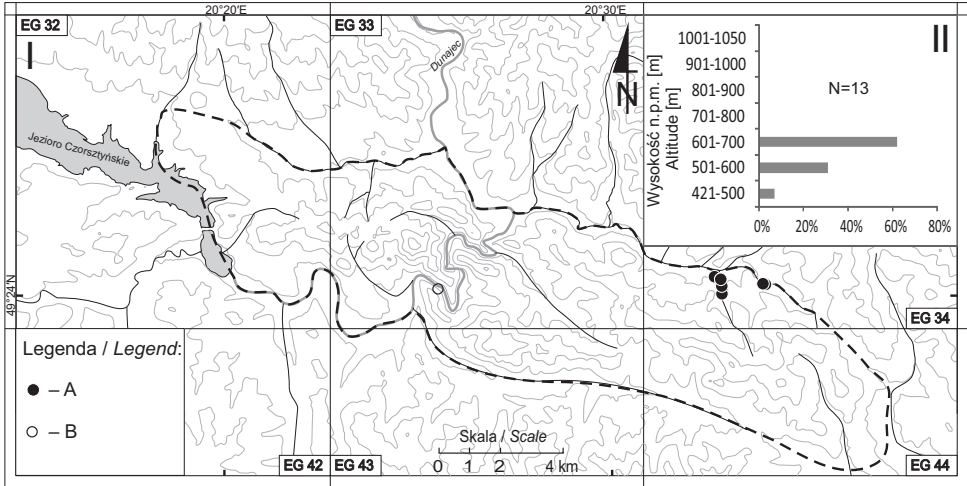 20°20'E
20°30'E
EG 32
EG 33
I
II
Dunajec
N
Jezioro Czorsztyńskie
49°24'N
Wysokość n.p.m. [m]
Altitude [m]
1001-1050
901-1000
801-900
701-800
601-700
501-600
421-500
N=13
0% 20% 40% 60% 80%
EG 34
Legenda / Legend:
– A
– B
Skala / Scale
0 1 2 4 km
EG 42
EG 43
EG 44